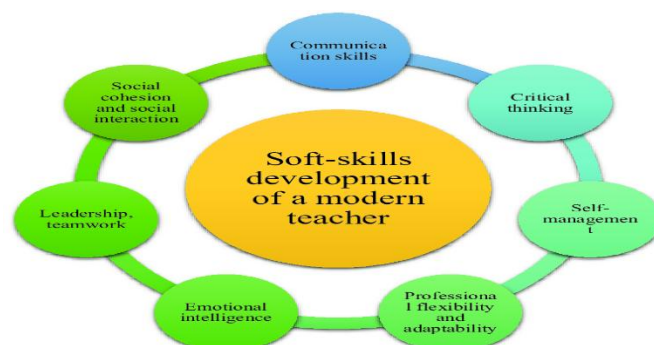 Communica
tion skills
Critical
thinking
Self-
managemen
t
Professiona
l flexibility
and
adaptability
Emotional
intelligence
Leadership,
teamwork
Social
cohesion
and social
interaction
Soft-skills
development
of a modern
teacher